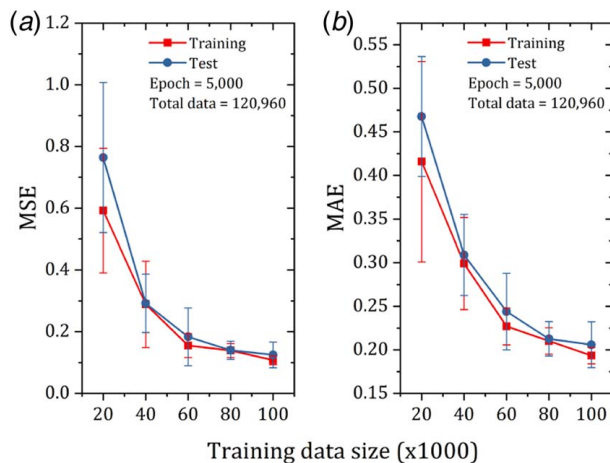 (a)
1.2
1.0
0.8
0.6
0.4
0.2
0.0
MSE
Training
Test
Epoch = 5,000
Total data = 120,960
20 40 60 80 100
(b)
0.55
0.50
0.45
0.40
0.35
0.30
0.25
0.20
0.15
MAE
Training
Test
Epoch = 5,000
Total data = 120,960
20 40 60 80 100
Training data size (x1000)